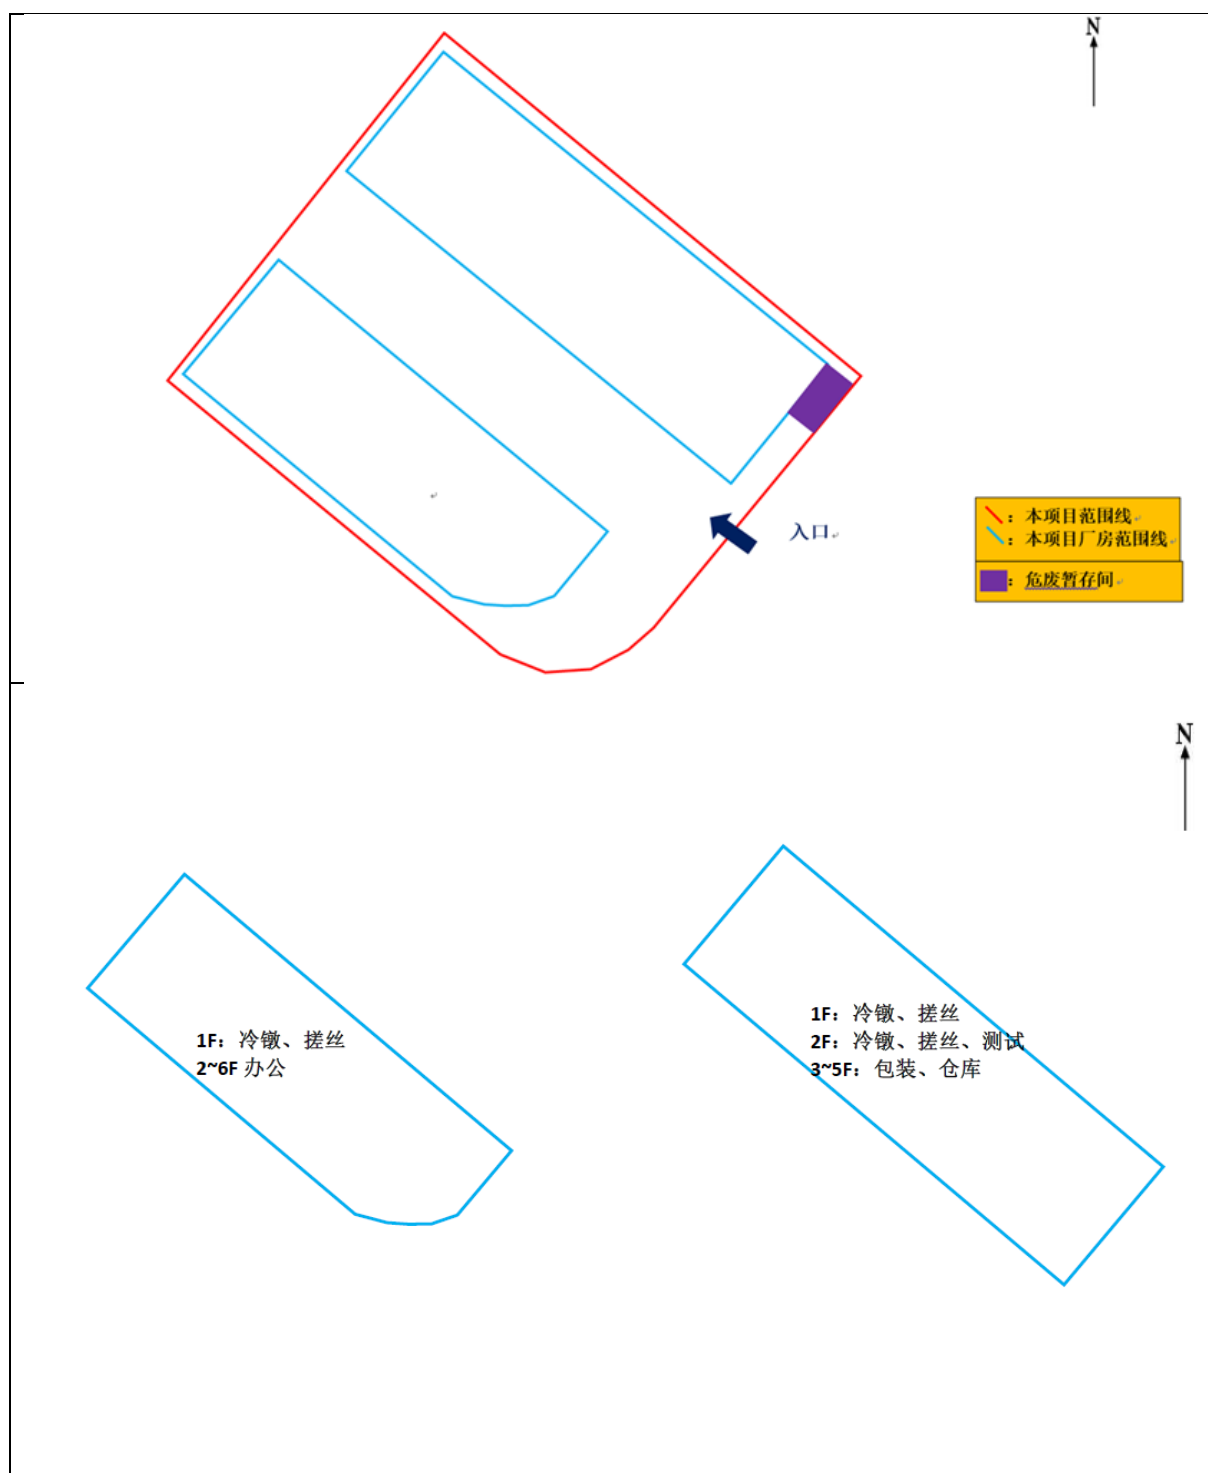 N
入口
：本项目范围线
：本项目厂房范围线
：危废暂存间
N
1F：冷镦、搓丝
2~6F 办公
1F：冷镦、搓丝
2F：冷镦、搓丝、测试
3~5F：包装、仓库